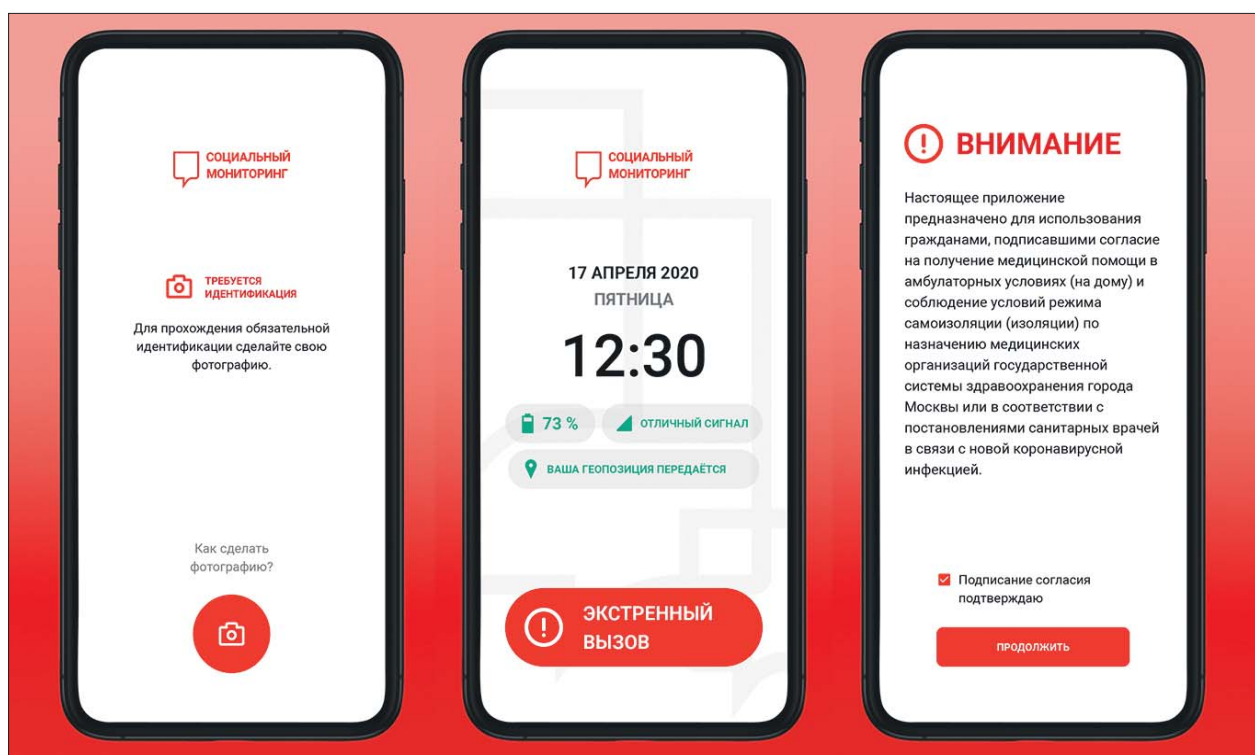 СОЦИАЛЬНЫЙ
МОНИТОРИНГ
ТРЕБУЕТСЯ
ИДЕНТИФИКАЦИЯ
Для прохождения обязательной
идентификации сделайте свою
фотографию.
Как сделать
фотографию?
СОЦИАЛЬНЫЙ
МОНИТОРИНГ
17 АПРЕЛЯ 2020
ПЯТНИЦА
12:30
73 %
ОТЛИЧНЫЙ СИГНАЛ
ВАША ГЕОПОЗИЦИЯ ПЕРЕДАЁТСЯ
ЭКСТРЕННЫЙ
ВЫЗОВ
ВНИМАНИЕ
Настоящее приложение
предназначено для использования
гражданами, подписавшими согласие
на получение медицинской помощи в
амбулаторных условиях (на дому) и
соблюдение условий режима
самоизоляции (изоляции) по
назначению медицинских
организаций государственной
системы здравоохранения города
Москвы или в соответствии с
постановлениями санитарных врачей
в связи с новой коронавирусной
инфекцией.
Подписание согласия
подтверждаю
ПРОДОЛЖИТЬ